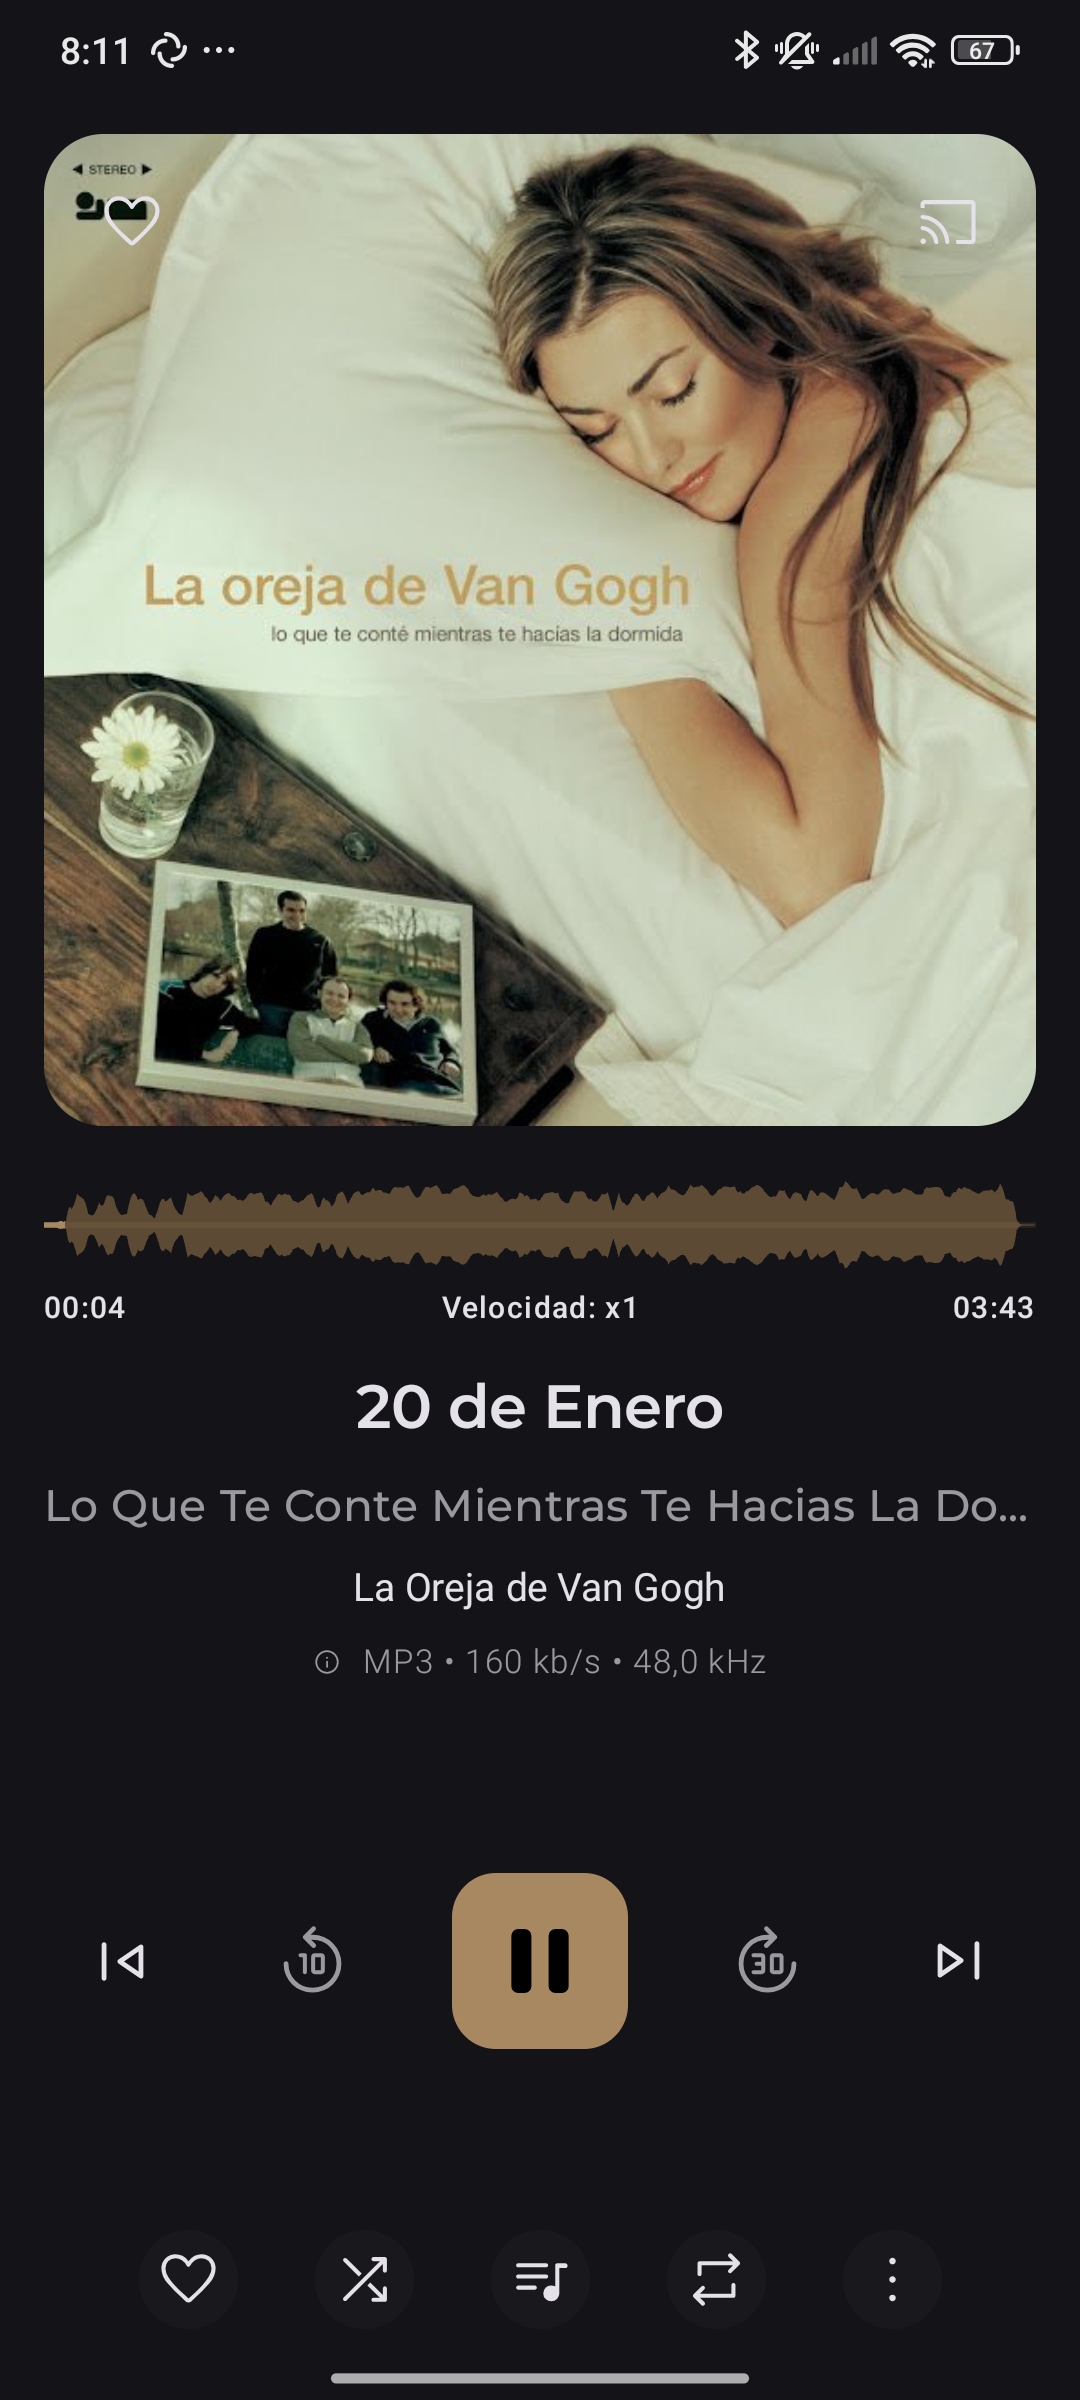 8:11
67
STEREO
La oreja de Van Gogh
lo que te conté mientras te hacías la dormida
00:04 Velocidad: x1 03:43
20 de Enero
Lo Que Te Conte Mientras Te Hacias La Do...
La Oreja de Van Gogh
MP3 • 160 kb/s • 48,0 kHz
10 30